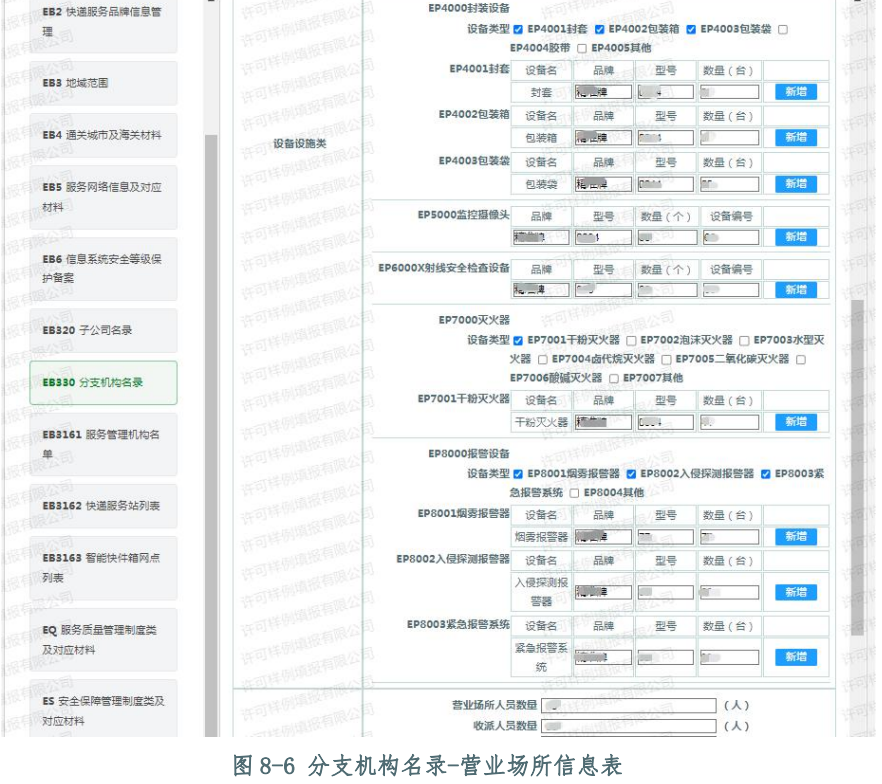 EB2 快递服务品牌信息管
理
EB3 地域范围
EB4 通关城市及海关材料
EB5 服务网络信息及对应
材料
EB6 信息系统安全等级保
护备案
EB320 子公司名录
EB330 分支机构名录
EB3161 服务管理机构名
单
EB3162 快递服务站列表
EB3163 智能快件箱网点
列表
EQ 服务质量管理制度类
及对应材料
ES 安全保障管理制度类及
对应材料
设备设施类
EP4000封装设备
设备类型 EP4001封套 EP4002包装箱 EP4003包装袋
EP4004胶带 EP4005其他
EP4001封套 设备名 品牌 型号 数量（台）
封套 新增
EP4002包装箱 设备名 品牌 型号 数量（台）
包装箱 新增
EP4003包装袋 设备名 品牌 型号 数量（台）
包装袋 新增
EP5000监控摄像头 品牌 型号 数量（个） 设备编号
新增
EP6000X射线安全检查设备 品牌 型号 数量（个） 设备编号
新增
EP7000灭火器
设备类型 EP7001干粉灭火器 EP7002泡沫灭火器 EP7003水型灭
火器 EP7004卤代烷灭火器 EP7005二氧化碳灭火器
EP7006酸碱灭火器 EP7007其他
EP7001干粉灭火器 设备名 品牌 型号 数量（台）
干粉灭火器 新增
EP8000报警设备
设备类型 EP8001烟雾报警器 EP8002入侵探测报警器 EP8003紧
急报警系统 EP8004其他
EP8001烟雾报警器 设备名 品牌 型号 数量（台）
烟雾报警器 新增
EP8002入侵探测报警器 设备名 品牌 型号 数量（台）
入侵探测报
警器 新增
EP8003紧急报警系统 设备名 品牌 型号 数量（台）
紧急报警系
统 新增
营业场所人员数量 （人）
收派人员数量 （人）
图 8-6 分支机构名录-营业场所信息表